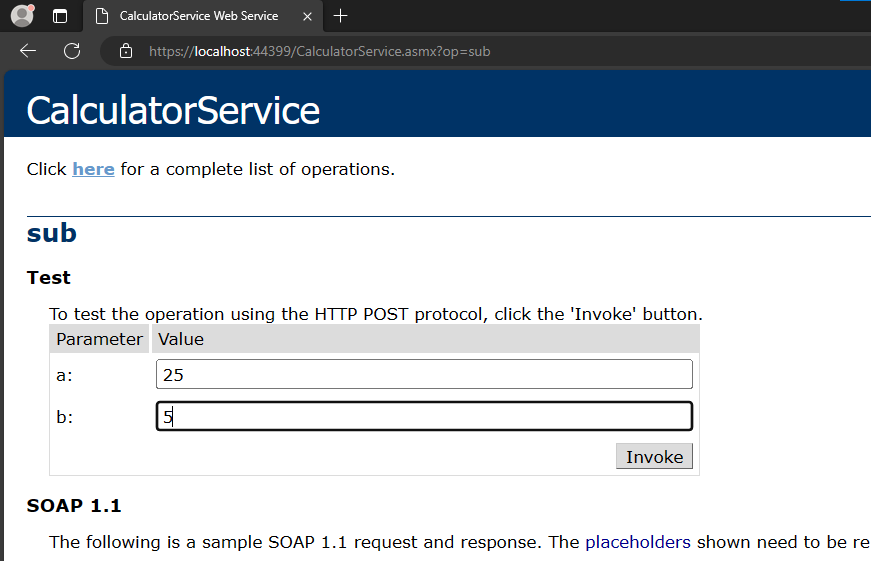 CalculatorService Web Service
https://localhost:44399/CalculatorService.asmx?op=sub
CalculatorService
Click here for a complete list of operations.
sub
Test
To test the operation using the HTTP POST protocol, click the 'Invoke' button.
Parameter Value
a: 25
b: 5
Invoke
SOAP 1.1
The following is a sample SOAP 1.1 request and response. The placeholders shown need to be re